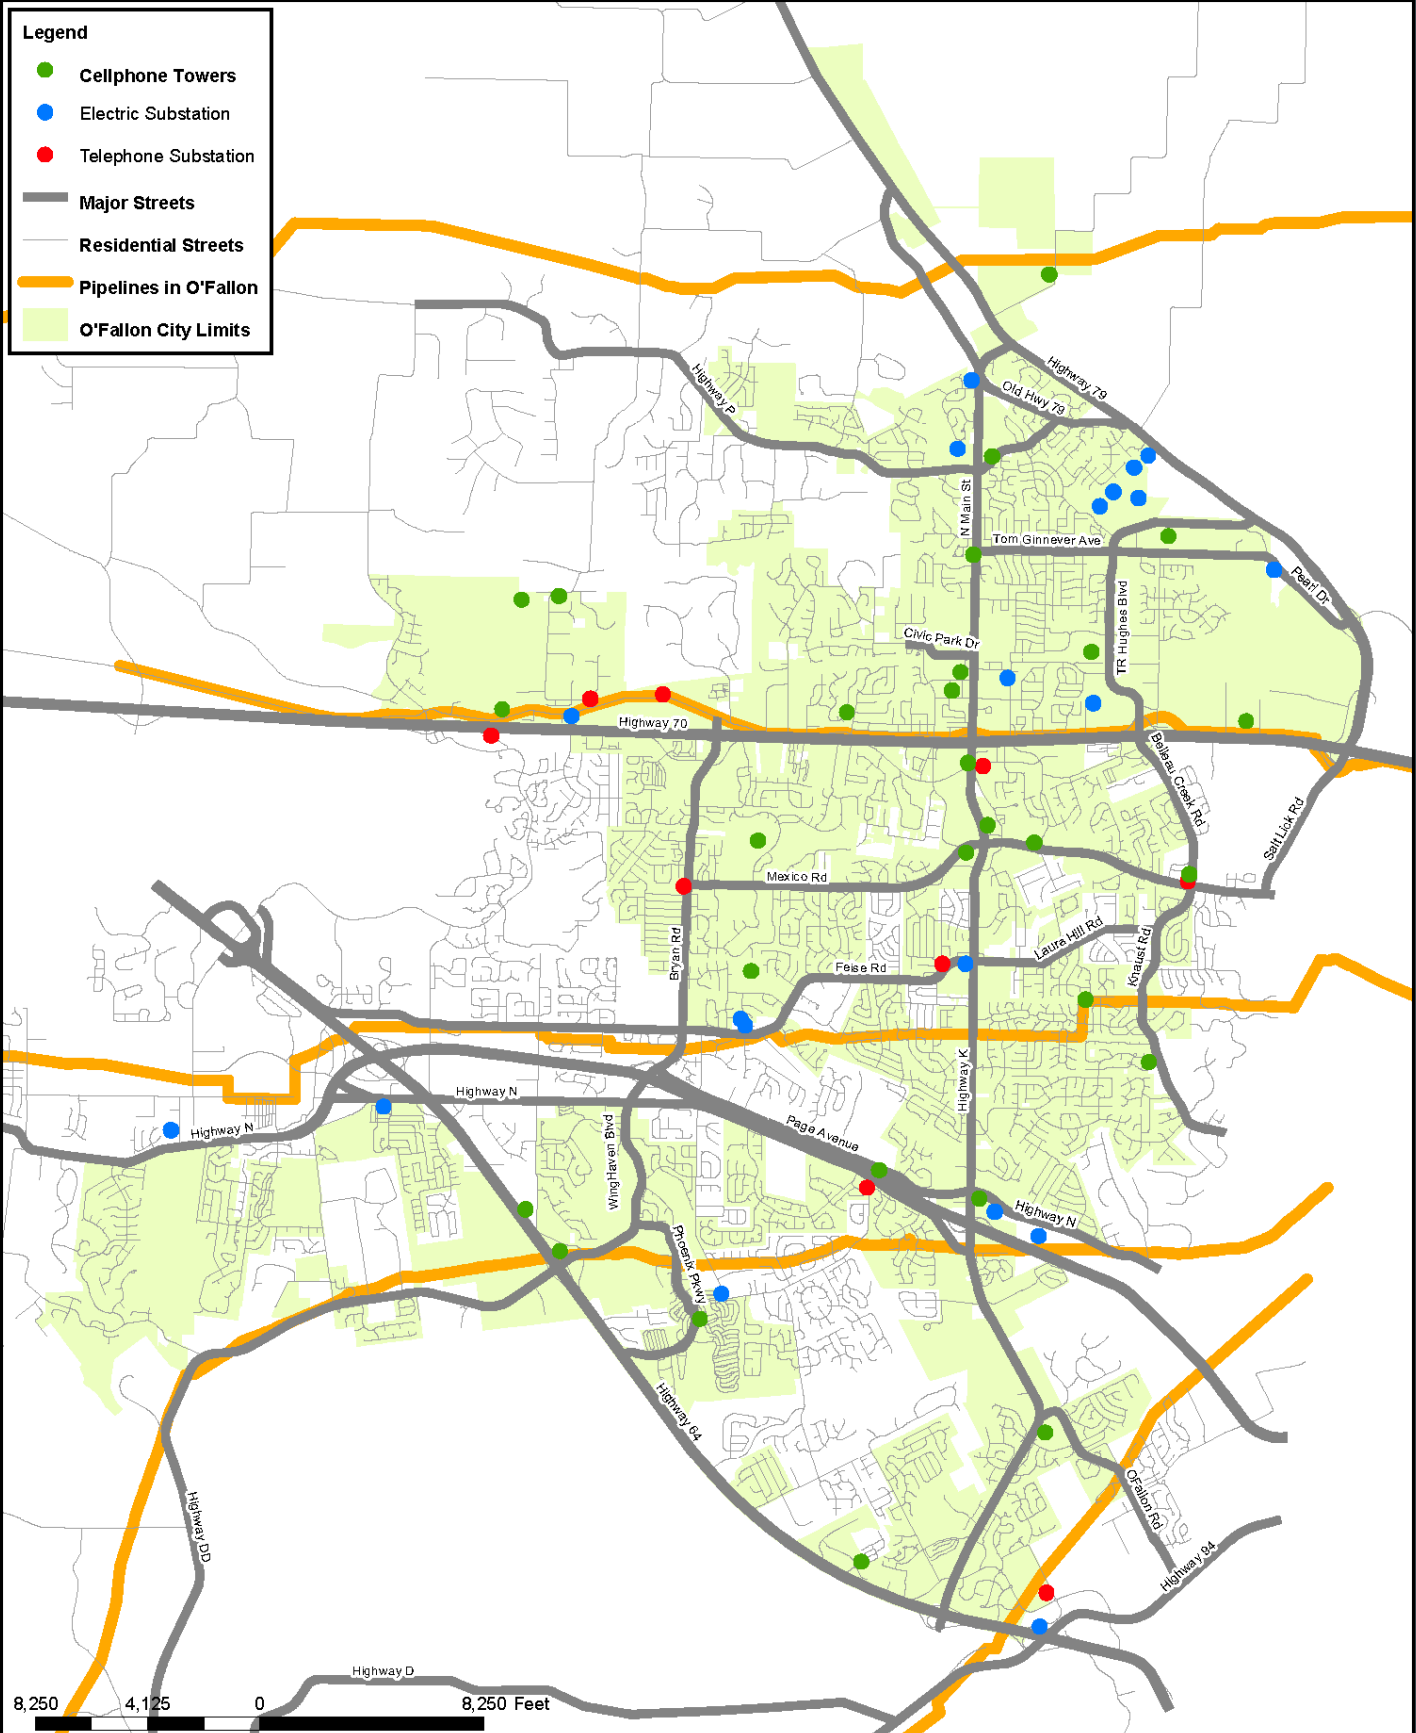 Legend
Cellphone Towers
Electric Substation
Telephone Substation
Major Streets
Residential Streets
Pipelines in O'Fallon
O'Fallon City Limits
Highway P
Highway 79
Old Hwy 79
N Main St
Tom Ginnever Ave
Pearl Dr
TR Hughes Blvd
Civic Park Dr
Highway 70
Belleau Creek Rd
Salt Lick Rd
Mexico Rd
Bryan Rd
Laura Hill Rd
Knaust Rd
Feise Rd
Highway K
Highway N
Highway N
Page Avenue
WingHaven Blvd
Highway N
Phoenix Pkwy
Highway 64
OFallon Rd
Highway DD
Highway 94
Highway D
8,250 4,125 0 8,250 Feet